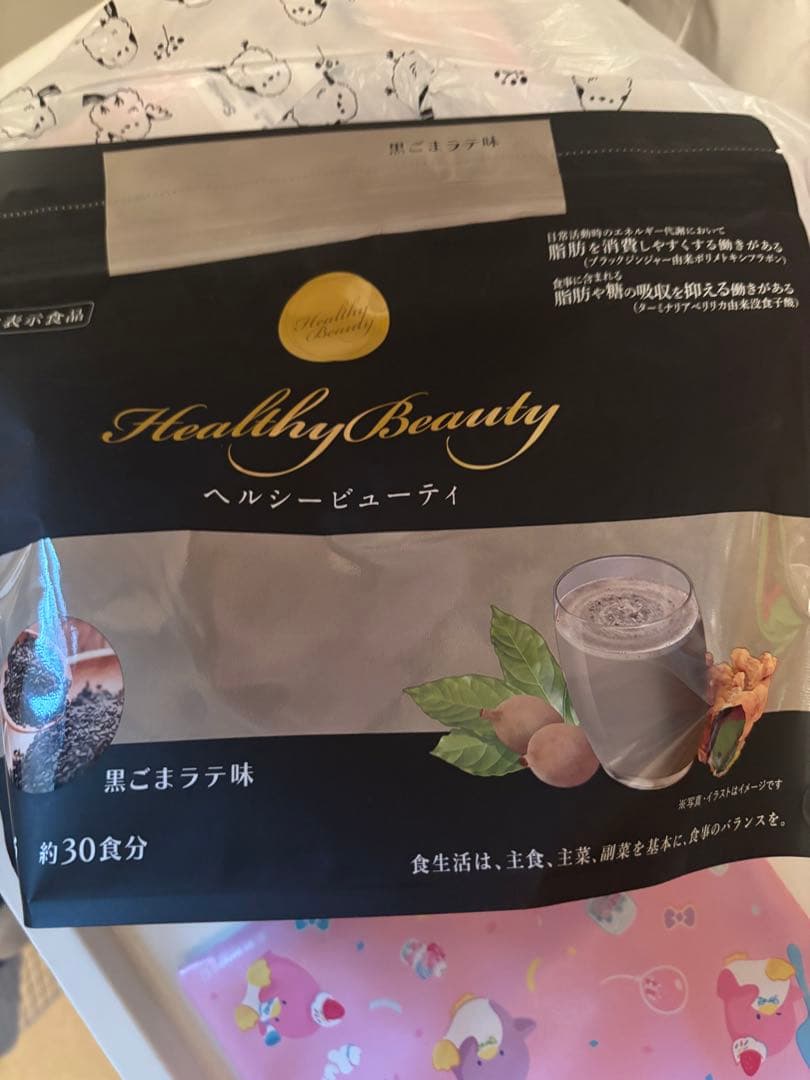 黒ごまラテ味
日常活動時のエネルギー代謝において
脂肪を消費しやすくする働きがある
(ブラックジンジャー由来ポリメトキシフラボン)
食事に含まれる
脂肪や糖の吸収を抑える働きがある
(ターミナリアベリリカ由来没食子酸)
表示食品
Healthy
Beauty
Healthy Beauty
ヘルシービューティ
黒ごまラテ味
※写真・イラストはイメージです
約30食分
食生活は、主食、主菜、副菜を基本に、食事のバランスを。